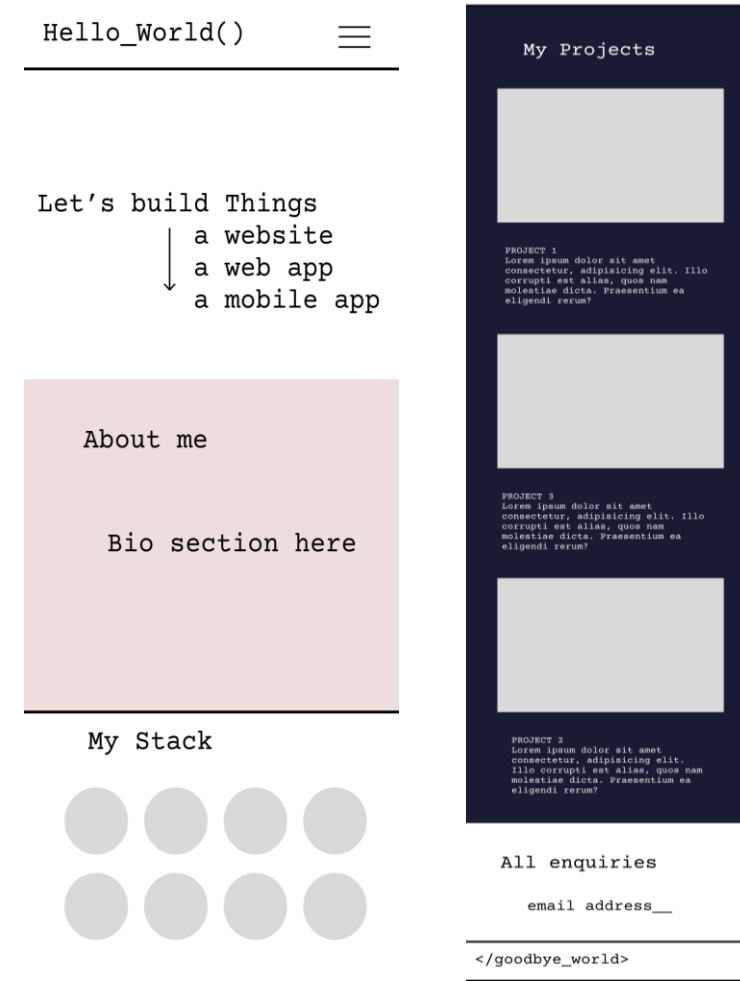 Hello_World()
Let's build Things
a website
a web app
a mobile app
About me
Bio section here
My Stack
My Projects
PROJECT 1
Lorem ipsum dolor sit amet
consectetur, adipisicing elit. Illo
corrupti est alias, quos nam
molestiae dicta. Praesentium ea
eligendi rerum?
PROJECT 3
Lorem ipsum dolor sit amet
consectetur, adipisicing elit. Illo
corrupti est alias, quos nam
molestiae dicta. Praesentium ea
eligendi rerum?
PROJECT 2
Lorem ipsum dolor sit amet
consectetur, adipisicing elit.
Illo corrupti est alias, quos nam
molestiae dicta. Praesentium ea
eligendi rerum?
All enquiries
email address__
</goodbye_world>